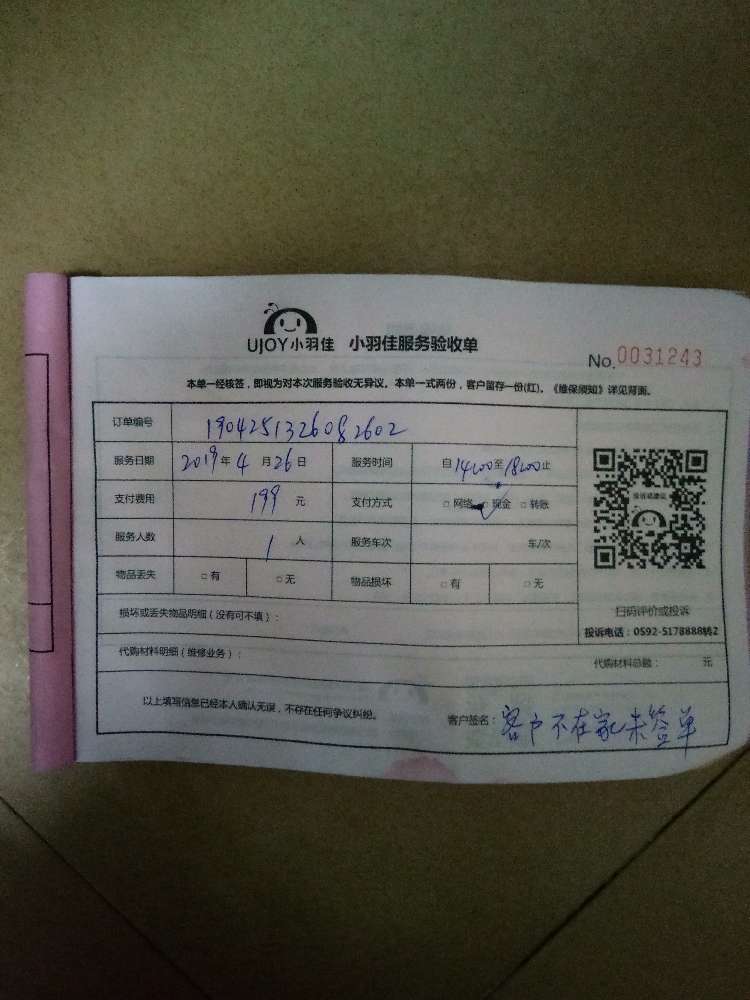 UJOY小羽佳 小羽佳服务验收单
No. 0031243
本单一经核签，即视为对本次服务验收无异议。本单一式两份，客户留存一份(红)。《维保须知》详见背面。
订单编号 1904251326082602
服务日期 2019年4月26日 服务时间 自14:00至18:00止
支付费用 199元 支付方式 □网络 □现金 □转账
服务人数 1人 服务车次 车/次
物品丢失 □有 □无 物品损坏 □有 □无
扫码评价或投诉
投诉电话：0592-5178888转2
损坏或丢失物品明细（没有可不填）：
代购材料明细（维修业务）： 代购材料总额： 元
以上填写信息已经本人确认无误，不存在任何争议纠纷。 客户签名：客户不在家未签单